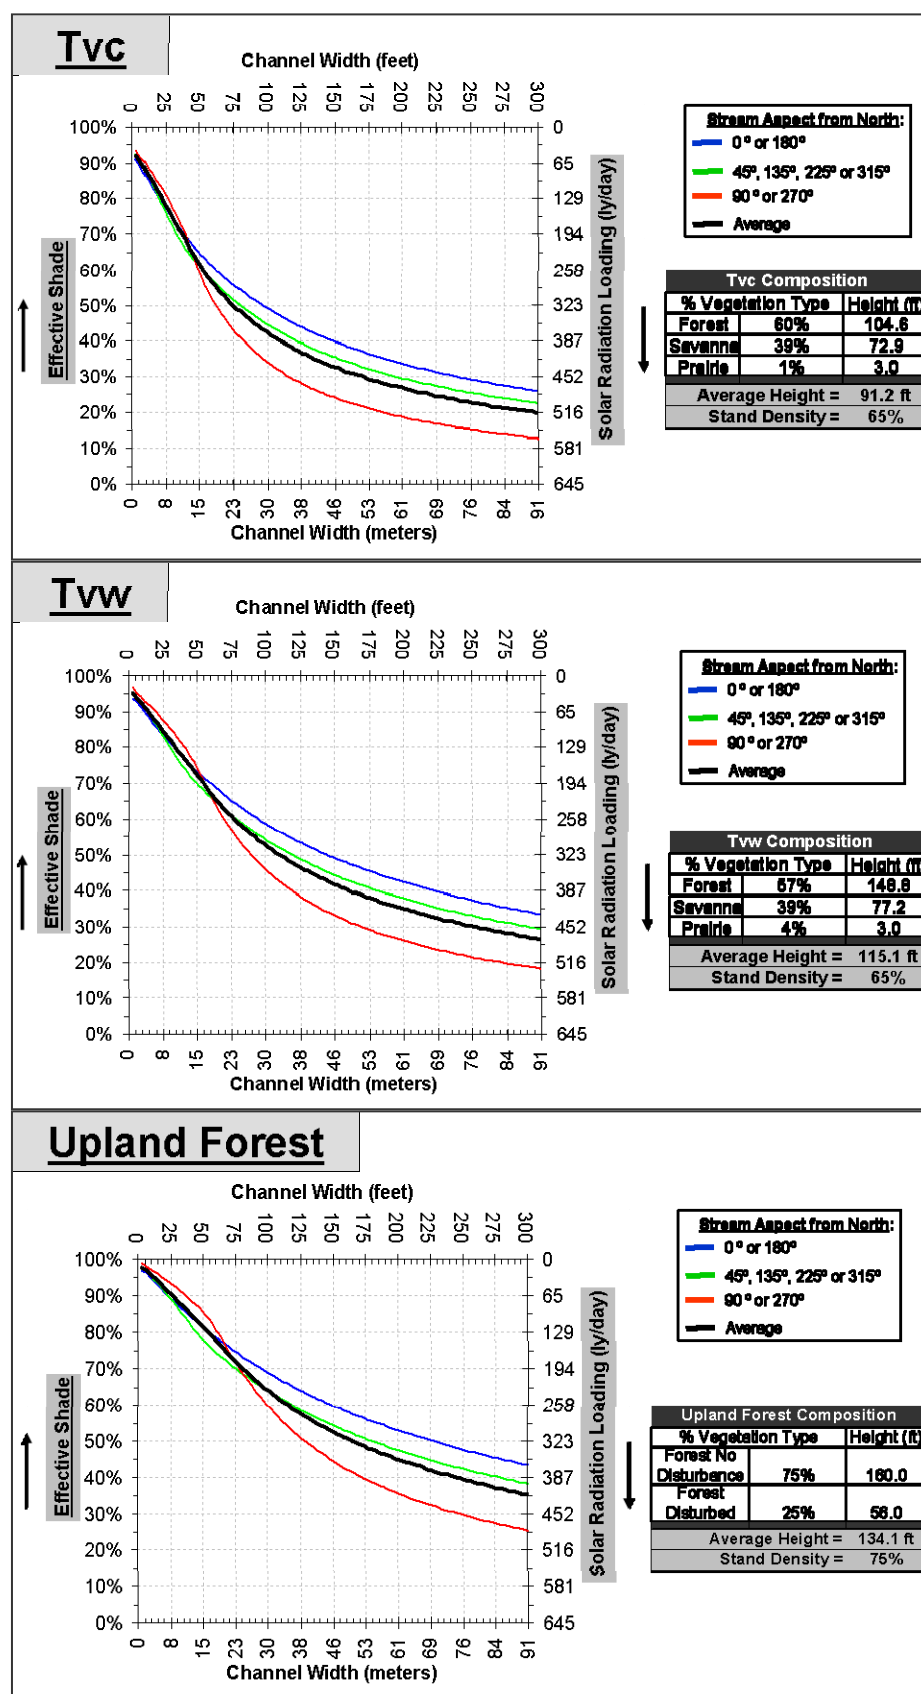 Tvc
Channel Width (feet)
0 25 50 75 100 125 150 175 200 225 250 275 300
100% 0
90% 65
80% 129
70% 194
60% 258
50% 323
40% 387
30% 452
20% 516
10% 581
0% 645
Effective Shade
Solar Radiation Loading (ly/day)
0 8 15 23 30 38 46 53 61 69 76 84 91
Channel Width (meters)
Stream Aspect from North:
0° or 180°
45°, 135°, 225° or 315°
90° or 270°
Average
Tvc Composition
% Vegetation Type Height (ft)
Forest 60% 104.6
Savanna 39% 72.9
Prairie 1% 3.0
Average Height = 91.2 ft
Stand Density = 65%
Tvw
Channel Width (feet)
0 25 50 75 100 125 150 175 200 225 250 275 300
100% 0
90% 65
80% 129
70% 194
60% 258
50% 323
40% 387
30% 452
20% 516
10% 581
0% 645
Effective Shade
Solar Radiation Loading (ly/day)
0 8 15 23 30 38 46 53 61 69 76 84 91
Channel Width (meters)
Stream Aspect from North:
0° or 180°
45°, 135°, 225° or 315°
90° or 270°
Average
Tvw Composition
% Vegetation Type Height (ft)
Forest 57%
Savanna 39% 77.2
Prairie 4% 3.0
Average Height = 115.1 ft
Stand Density = 65%
Upland Forest
Channel Width (feet)
0 25 50 75 100 125 150 175 200 225 250 275 300
100% 0
90% 65
80% 129
70% 194
60% 258
50% 323
40% 387
30% 452
20% 516
10% 581
0% 645
Effective Shade
Solar Radiation Loading (ly/day)
0 8 15 23 30 38 46 53 61 69 76 84 91
Channel Width (meters)
Stream Aspect from North:
0° or 180°
45°, 135°, 225° or 315°
90° or 270°
Average
Upland Forest Composition
% Vegetation Type Height (ft)
Forest No
Disturbance 75% 160.0
Forest
Disturbed 25% 56.0
Average Height = 134.1 ft
Stand Density = 75%